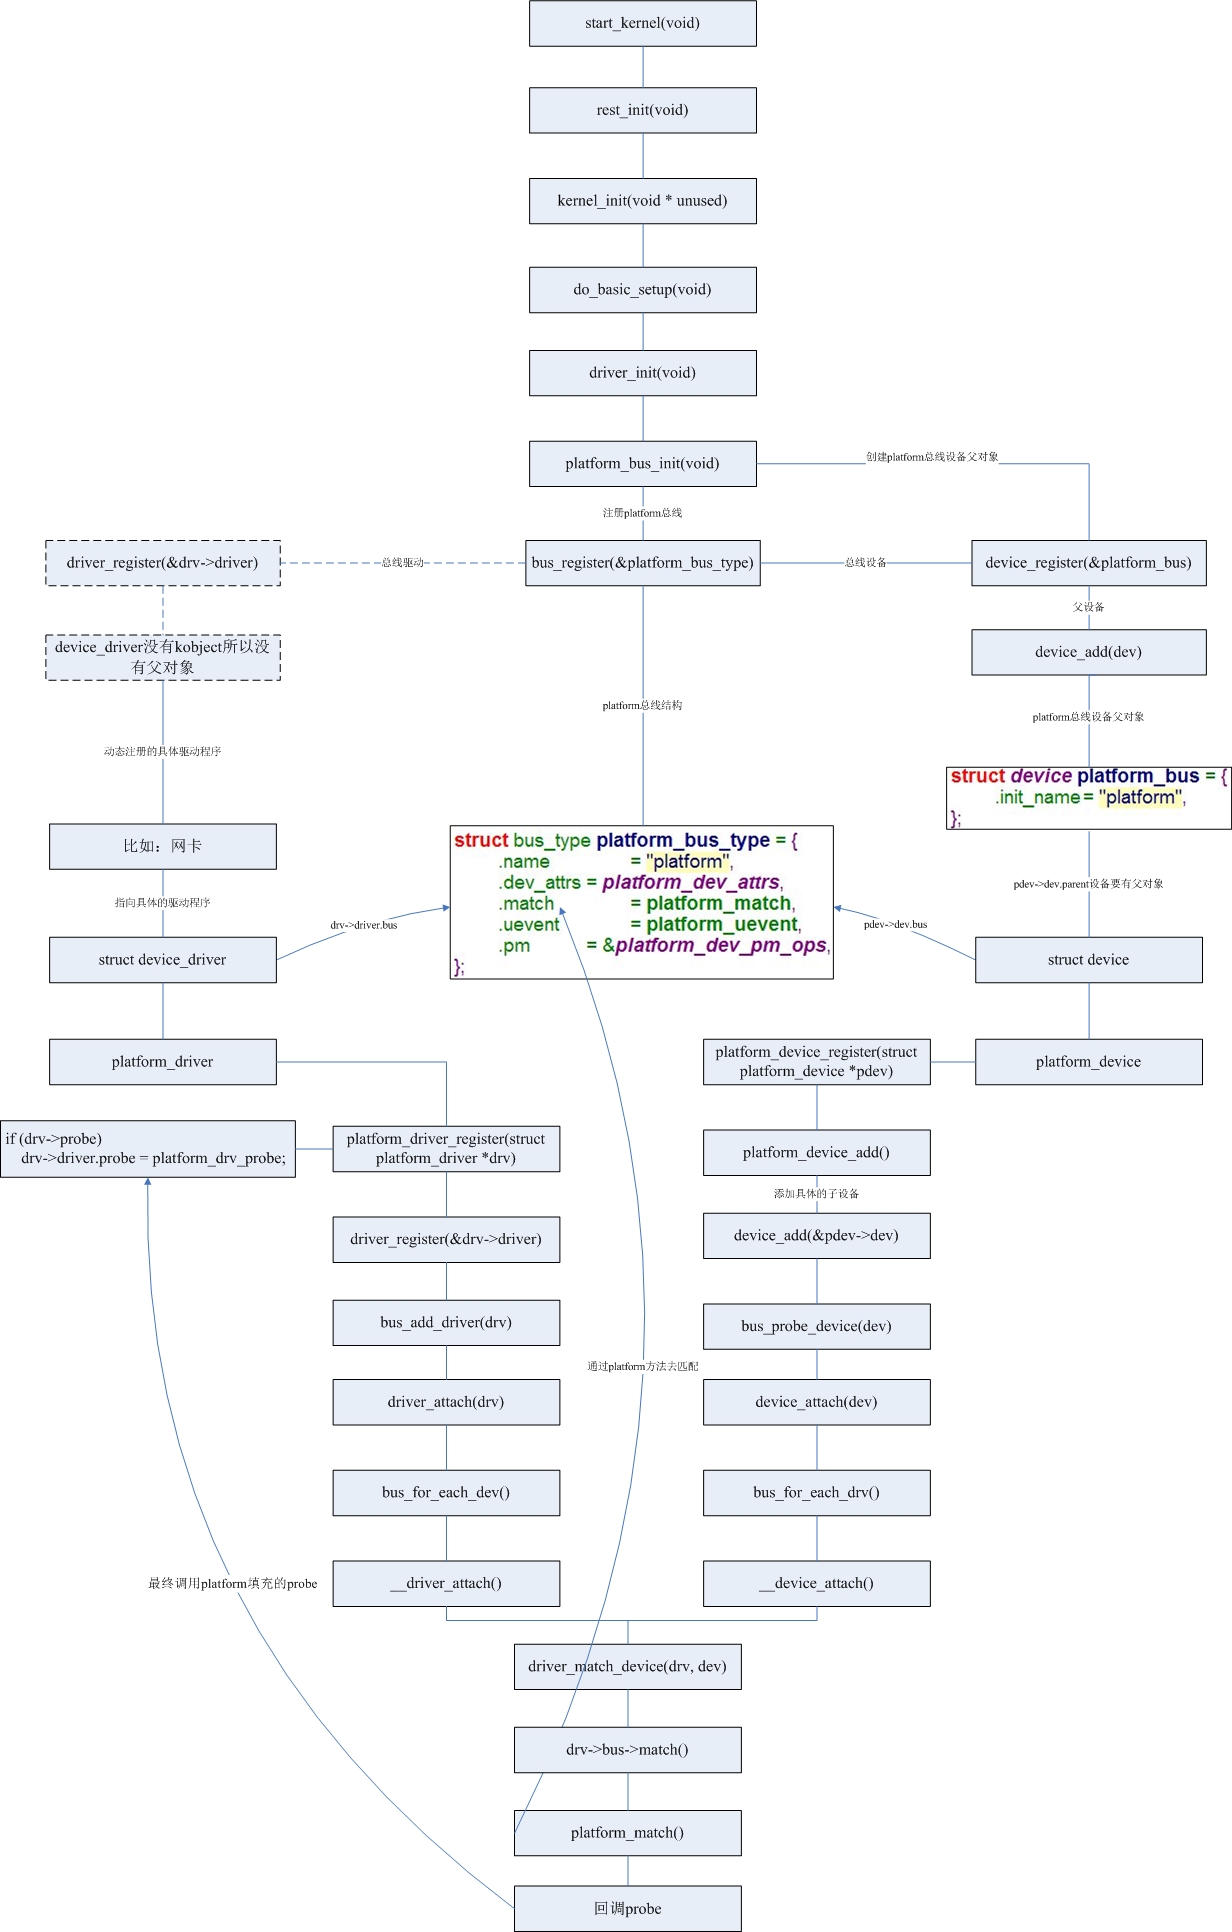 start_kernel(void)
rest_init(void)
kernel_init(void * unused)
do_basic_setup(void)
driver_init(void)
platform_bus_init(void)
创建platform总线设备父对象
注册platform总线
driver_register(&drv->driver)
总线驱动
bus_register(&platform_bus_type)
总线设备
device_register(&platform_bus)
父设备
device_driver没有kobject所以没
有父对象
device_add(dev)
platform总线结构
platform总线设备父对象
动态注册的具体驱动程序
struct device platform_bus = {
.init_name = "platform",
};
比如：网卡
struct bus_type platform_bus_type = {
.name = "platform",
.dev_attrs = platform_dev_attrs,
.match = platform_match,
.uevent = platform_uevent,
.pm = &platform_dev_pm_ops,
};
pdev->dev.parent设备要有父对象
指向具体的驱动程序
drv->driver.bus
pdev->dev.bus
struct device_driver
struct device
platform_driver
platform_device_register(struct
platform_device *pdev)
platform_device
if (drv->probe)
drv->driver.probe = platform_drv_probe;
platform_driver_register(struct
platform_driver *drv)
platform_device_add()
添加具体的子设备
driver_register(&drv->driver)
device_add(&pdev->dev)
bus_add_driver(drv)
bus_probe_device(dev)
通过platform方法去匹配
driver_attach(drv)
device_attach(dev)
bus_for_each_dev()
bus_for_each_drv()
最终调用platform填充的probe
__driver_attach()
__device_attach()
driver_match_device(drv, dev)
drv->bus->match()
platform_match()
回调probe